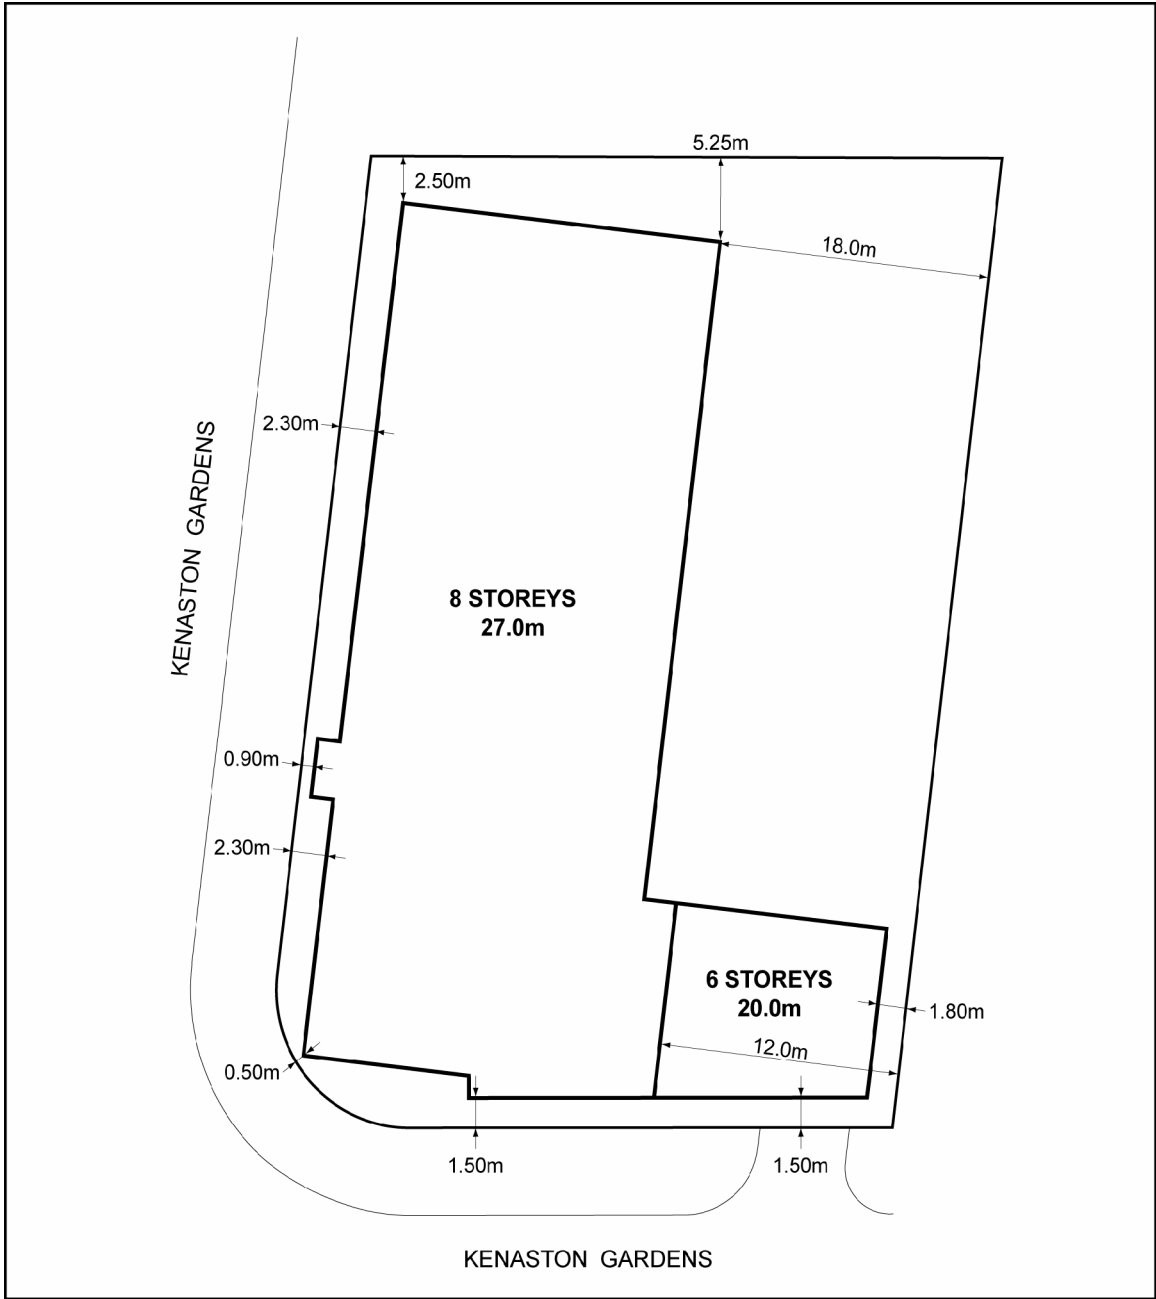 5.25m
2.50m
18.0m
2.30m
KENASTON GARDENS
8 STOREYS
27.0m
0.90m
2.30m
6 STOREYS
20.0m
1.80m
12.0m
0.50m
1.50m
1.50m
KENASTON GARDENS